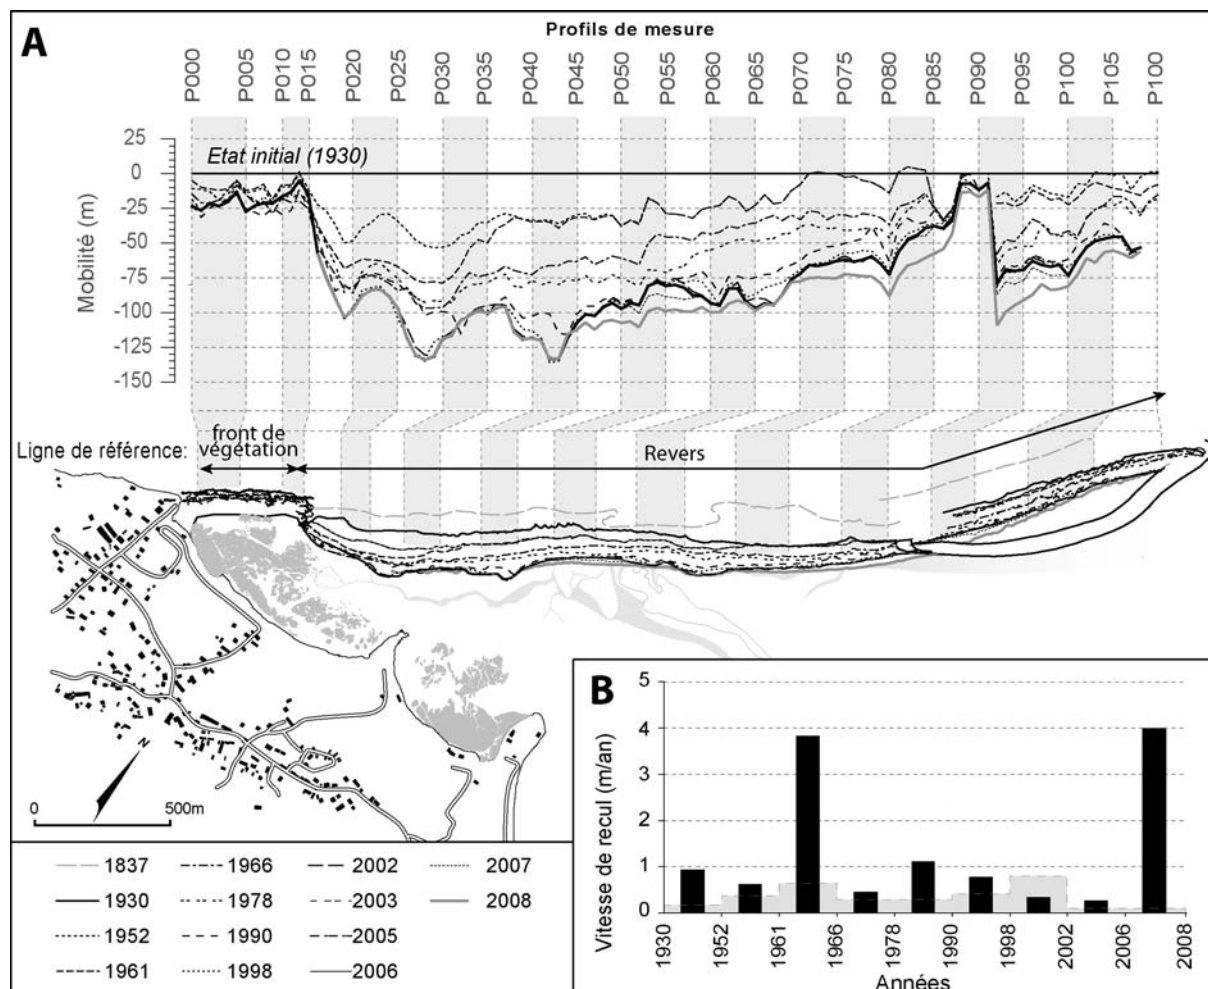 A
Profils de mesure
P000
P005
P010
P015
P020
P025
P030
P035
P040
P045
P050
P055
P060
P065
P070
P075
P080
P085
P090
P095
P100
P105
P100
Mobilité (m)
25
0
-25
-50
-75
-100
-125
-150
Etat initial (1930)
Ligne de référence:
front de
végétation
Revers
N
0
500m
1837
1966
2002
2007
1930
1978
2003
2008
1952
1990
2005
1961
1998
2006
B
Vitesse de recul (m/an)
5
4
3
2
1
0
1930
1952
1961
1966
1978
1990
1998
2002
2006
2008
Années